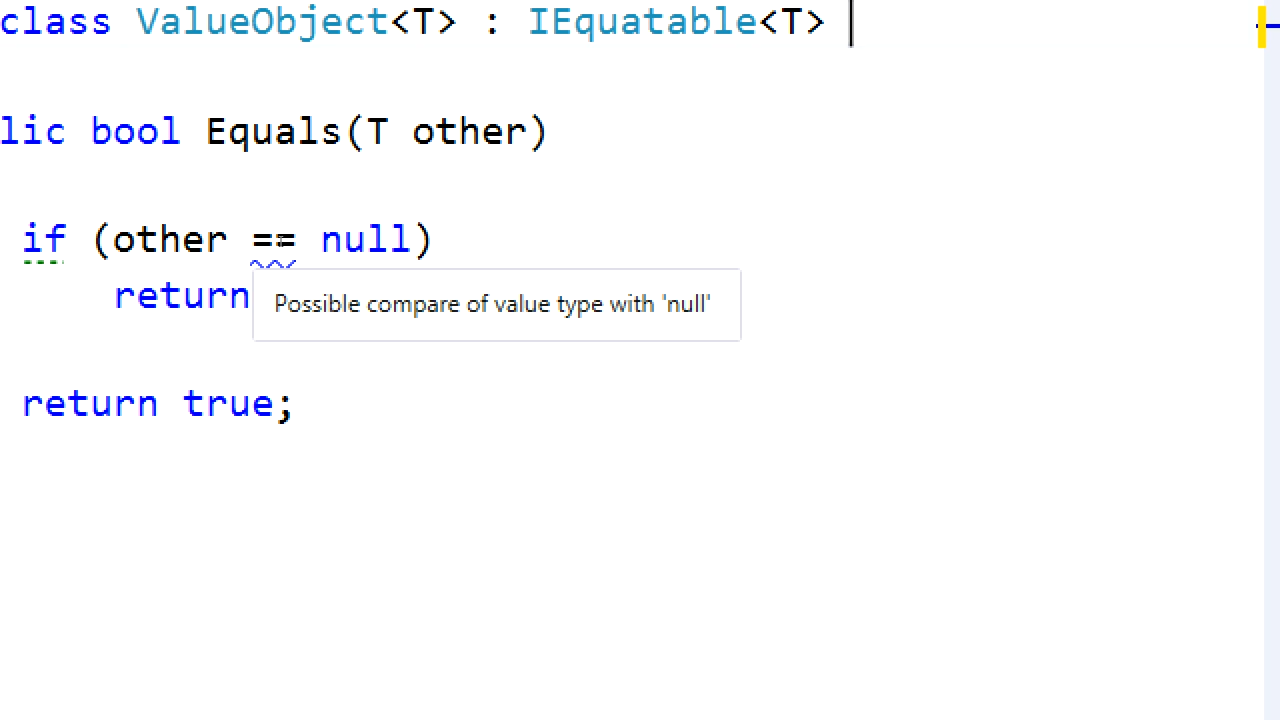 class ValueObject<T> : IEquatable<T>
lic bool Equals(T other)
if (other == null)
return
Possible compare of value type with 'null'
return true;